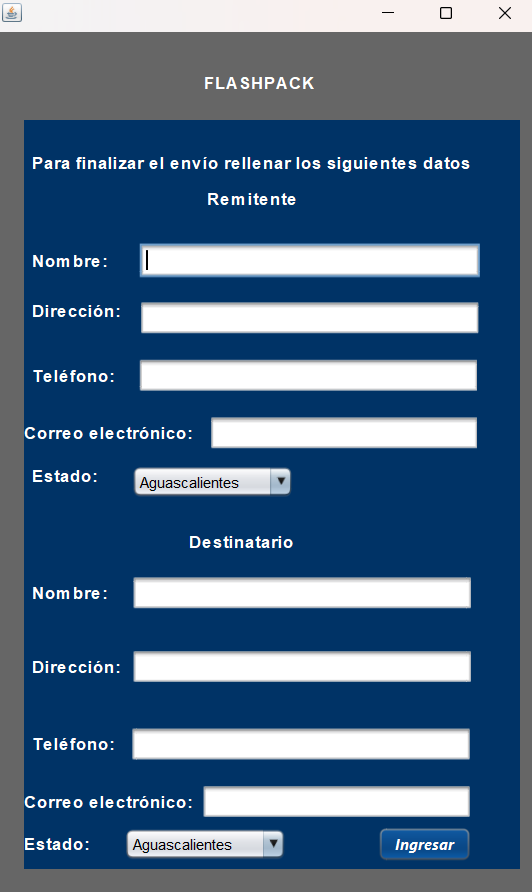 FLASHPACK
Para finalizar el envío rellenar los siguientes datos
Remitente
Nombre:
Dirección:
Teléfono:
Correo electrónico:
Estado: Aguascalientes
Destinatario
Nombre:
Dirección:
Teléfono:
Correo electrónico:
Estado: Aguascalientes Ingresar